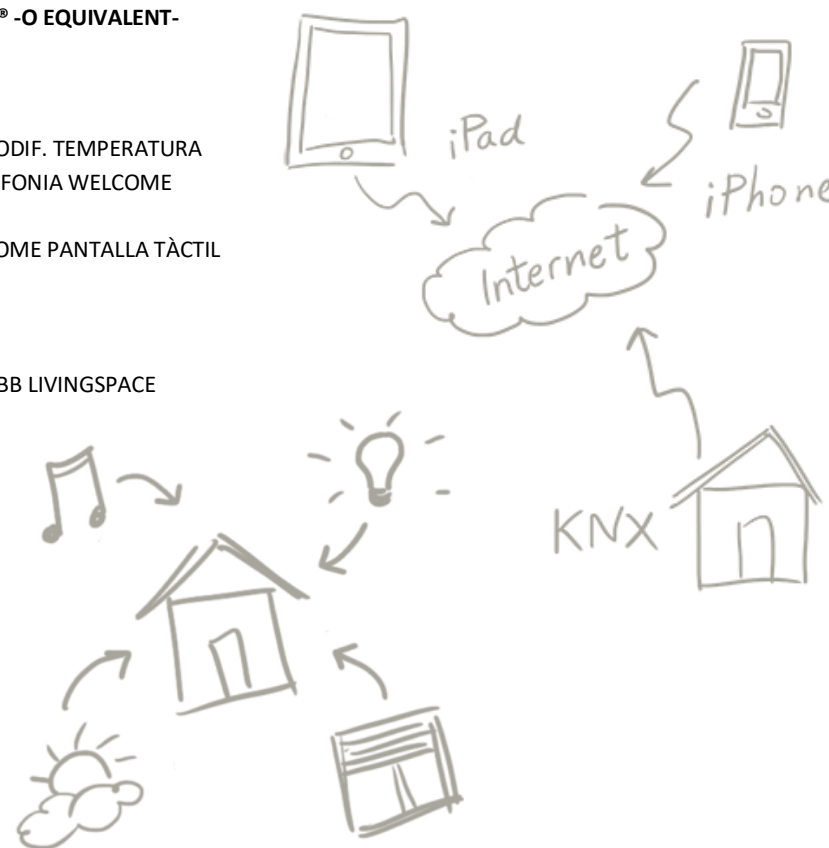 ® -O EQUIVALENT-
ODIF. TEMPERATURA
FONIA WELCOME
OME PANTALLA TÀCTIL
BB LIVINGSPACE
iPad
iPhone
Internet
KNX